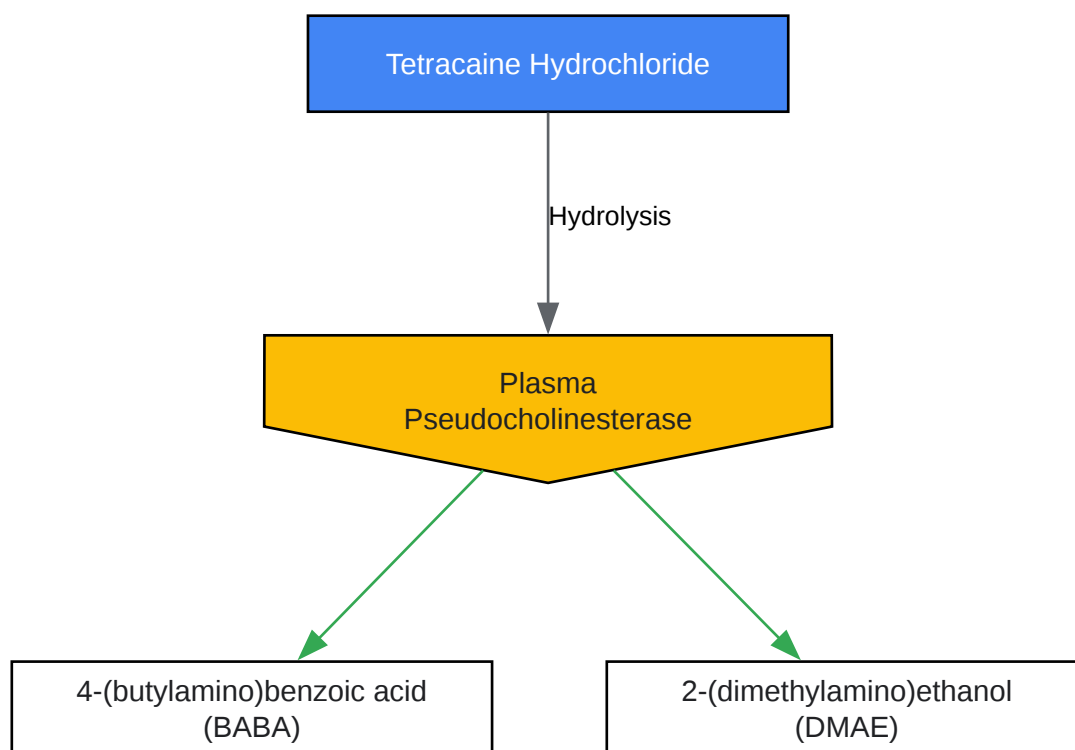 Tetracaine Hydrochloride
Hydrolysis
Plasma
Pseudocholinesterase
4-(butylamino)benzoic acid
(BABA)
2-(dimethylamino)ethanol
(DMAE)